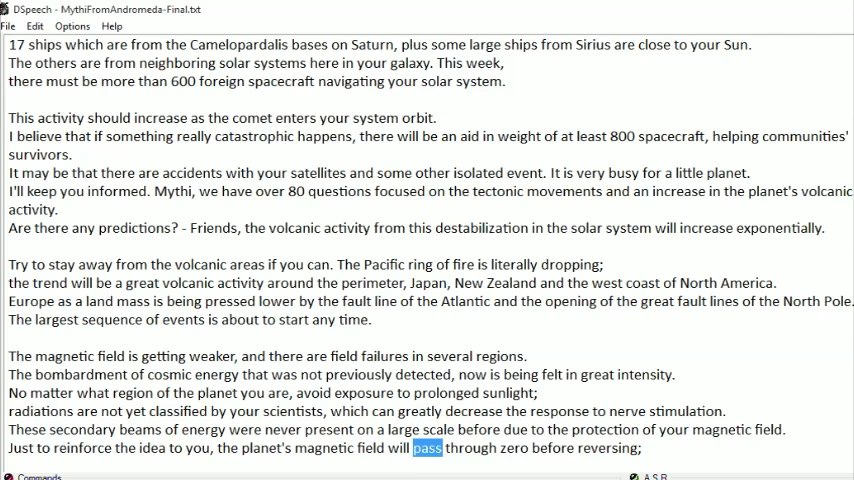 DSpeech - MythiFromAndromeda-Final.txt
File Edit Options Help
17 ships which are from the Camelopardalis bases on Saturn, plus some large ships from Sirius are close to your Sun.
The others are from neighboring solar systems here in your galaxy. This week,
there must be more than 600 foreign spacecraft navigating your solar system.
This activity should increase as the comet enters your system orbit.
I believe that if something really catastrophic happens, there will be an aid in weight of at least 800 spacecraft, helping communities'
survivors.
It may be that there are accidents with your satellites and some other isolated event. It is very busy for a little planet.
I'll keep you informed. Mythi, we have over 80 questions focused on the tectonic movements and an increase in the planet's volcanic
activity.
Are there any predictions? - Friends, the volcanic activity from this destabilization in the solar system will increase exponentially.
Try to stay away from the volcanic areas if you can. The Pacific ring of fire is literally dropping;
the trend will be a great volcanic activity around the perimeter, Japan, New Zealand and the west coast of North America.
Europe as a land mass is being pressed lower by the fault line of the Atlantic and the opening of the great fault lines of the North Pole.
The largest sequence of events is about to start any time.
The magnetic field is getting weaker, and there are field failures in several regions.
The bombardment of cosmic energy that was not previously detected, now is being felt in great intensity.
No matter what region of the planet you are, avoid exposure to prolonged sunlight;
radiations are not yet classified by your scientists, which can greatly decrease the response to nerve stimulation.
These secondary beams of energy were never present on a large scale before due to the protection of your magnetic field.
Just to reinforce the idea to you, the planet's magnetic field will pass through zero before reversing;
Commands A.S.R.